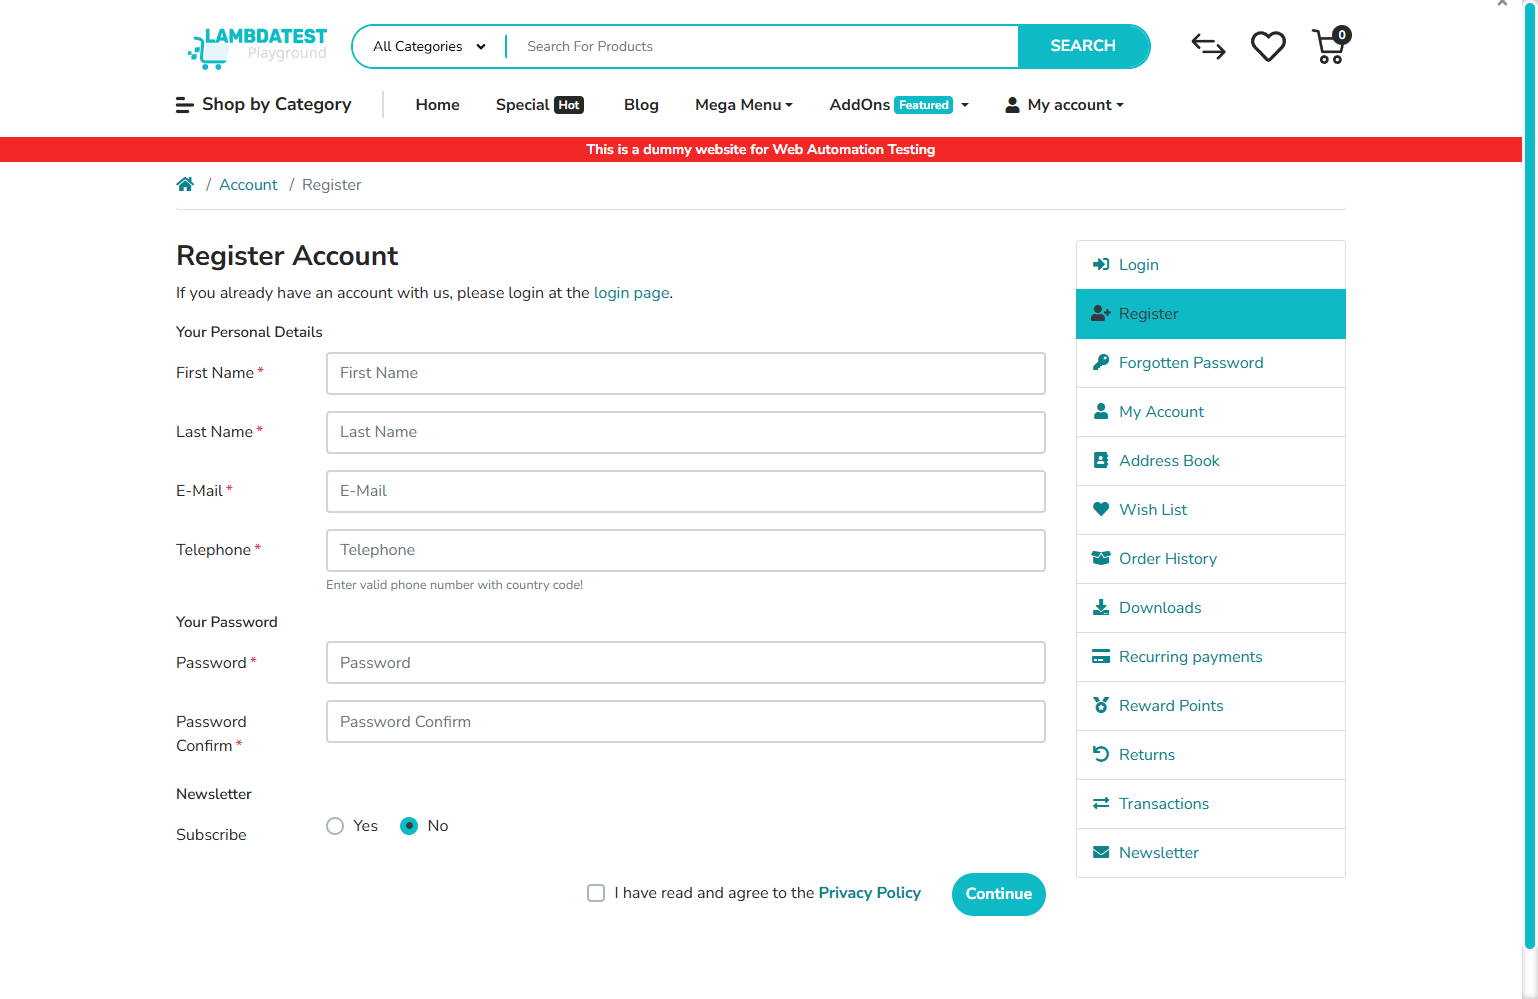 LAMBDATEST
Playground
All Categories
Search For Products
SEARCH
0
Shop by Category
Home
Special Hot
Blog
Mega Menu
AddOns Featured
My account
This is a dummy website for Web Automation Testing
/ Account / Register
Register Account
If you already have an account with us, please login at the login page.
Your Personal Details
First Name *
First Name
Last Name *
Last Name
E-Mail *
E-Mail
Telephone *
Telephone
Enter valid phone number with country code!
Your Password
Password *
Password
Password
Confirm *
Password Confirm
Newsletter
Subscribe
Yes
No
I have read and agree to the Privacy Policy
Continue
Login
Register
Forgotten Password
My Account
Address Book
Wish List
Order History
Downloads
Recurring payments
Reward Points
Returns
Transactions
Newsletter